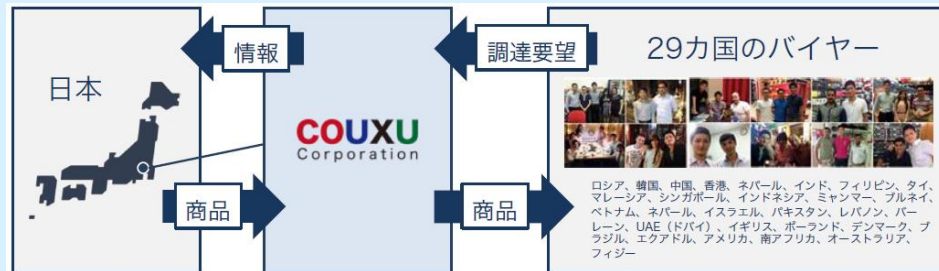 情報
調達要望
29カ国のバイヤー
日本
COUXU
Corporation
商品
商品
ロシア、韓国、中国、香港、ネパール、インド、フィリピン、タイ、
マレーシア、シンガポール、インドネシア、ミャンマー、ブルネイ、
ベトナム、ネパール、イスラエル、パキスタン、レバノン、バー
レーン、UAE（ドバイ）、イギリス、ポーランド、デンマーク、ブ
ラジル、エクアドル、アメリカ、南アフリカ、オーストラリア、
フィジー